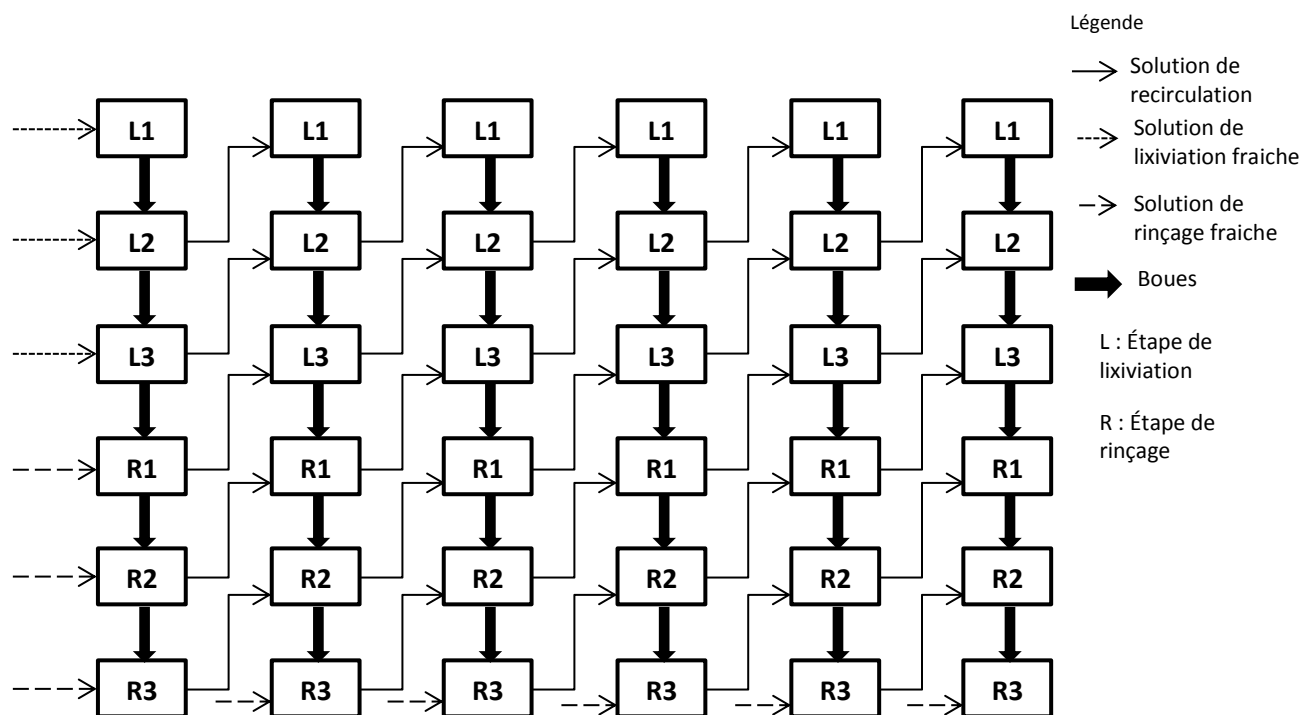 Légende
Solution de
recirculation
Solution de
lixiviation fraiche
Solution de
rinçage fraiche
Boues
L : Étape de
lixiviation
R : Étape de
rinçage
L1 L1 L1 L1 L1 L1
L2 L2 L2 L2 L2 L2
L3 L3 L3 L3 L3 L3
R1 R1 R1 R1 R1 R1
R2 R2 R2 R2 R2 R2
R3 R3 R3 R3 R3 R3